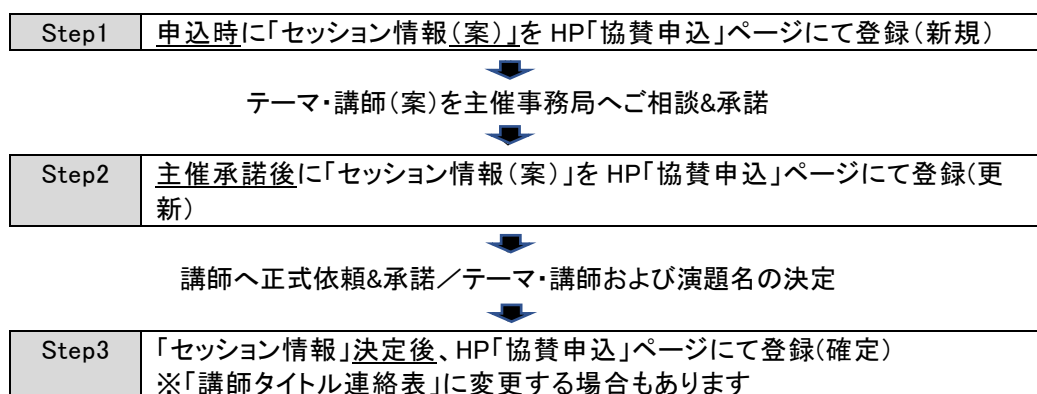 Step1 申込時に「セッション情報(案)」を HP「協賛申込」ページにて登録(新規)
テーマ・講師(案)を主催事務局へご相談&承諾
Step2 主催承諾後に「セッション情報(案)」を HP「協賛申込」ページにて登録(更
新)
講師へ正式依頼&承諾/テーマ・講師および演題名の決定
Step3 「セッション情報」決定後、HP「協賛申込」ページにて登録(確定)
※「講師タイトル連絡表」に変更する場合もあります